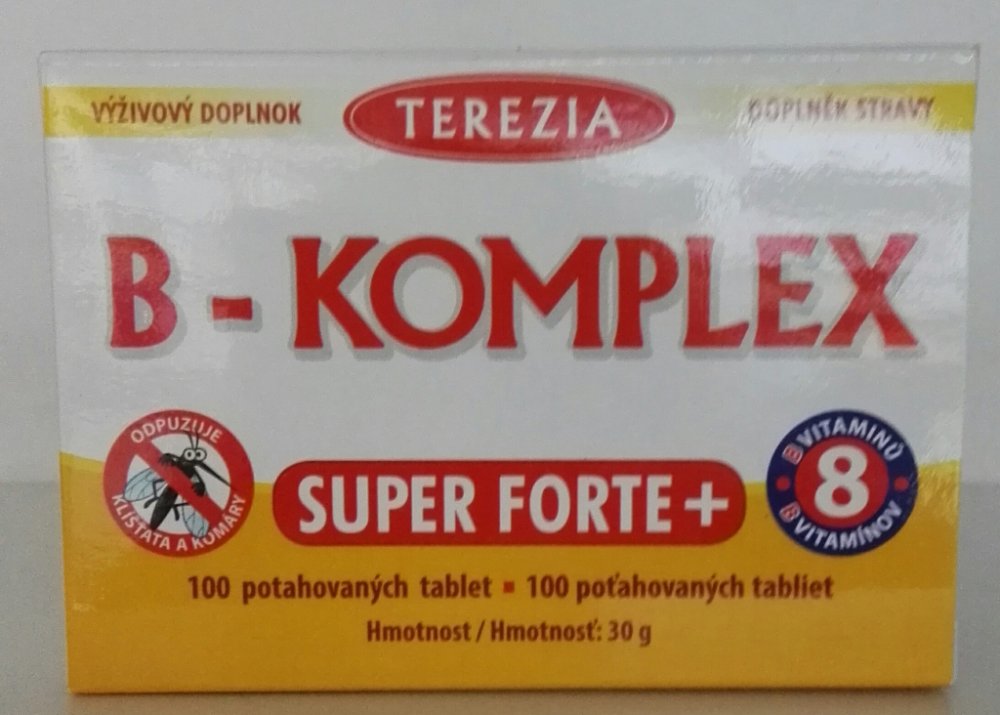 VÝŽIVOVÝ DOPLNOK
TEREZIA
DOPLNĚK STRAVY
B - KOMPLEX
ODPUZUJE
KLÍŠŤATA A KOMÁRY
SUPER FORTE +
B VITAMINŮ
8
B VITAMÍNOV
100 potahovaných tablet ▪ 100 poťahovaných tabliet
Hmotnost / Hmotnosť: 30 g